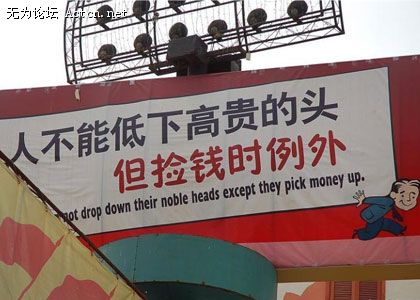 无为论坛 Actcn.net
人不能低下高贵的头
但捡钱时例外
not drop down their noble heads except they pick money up.